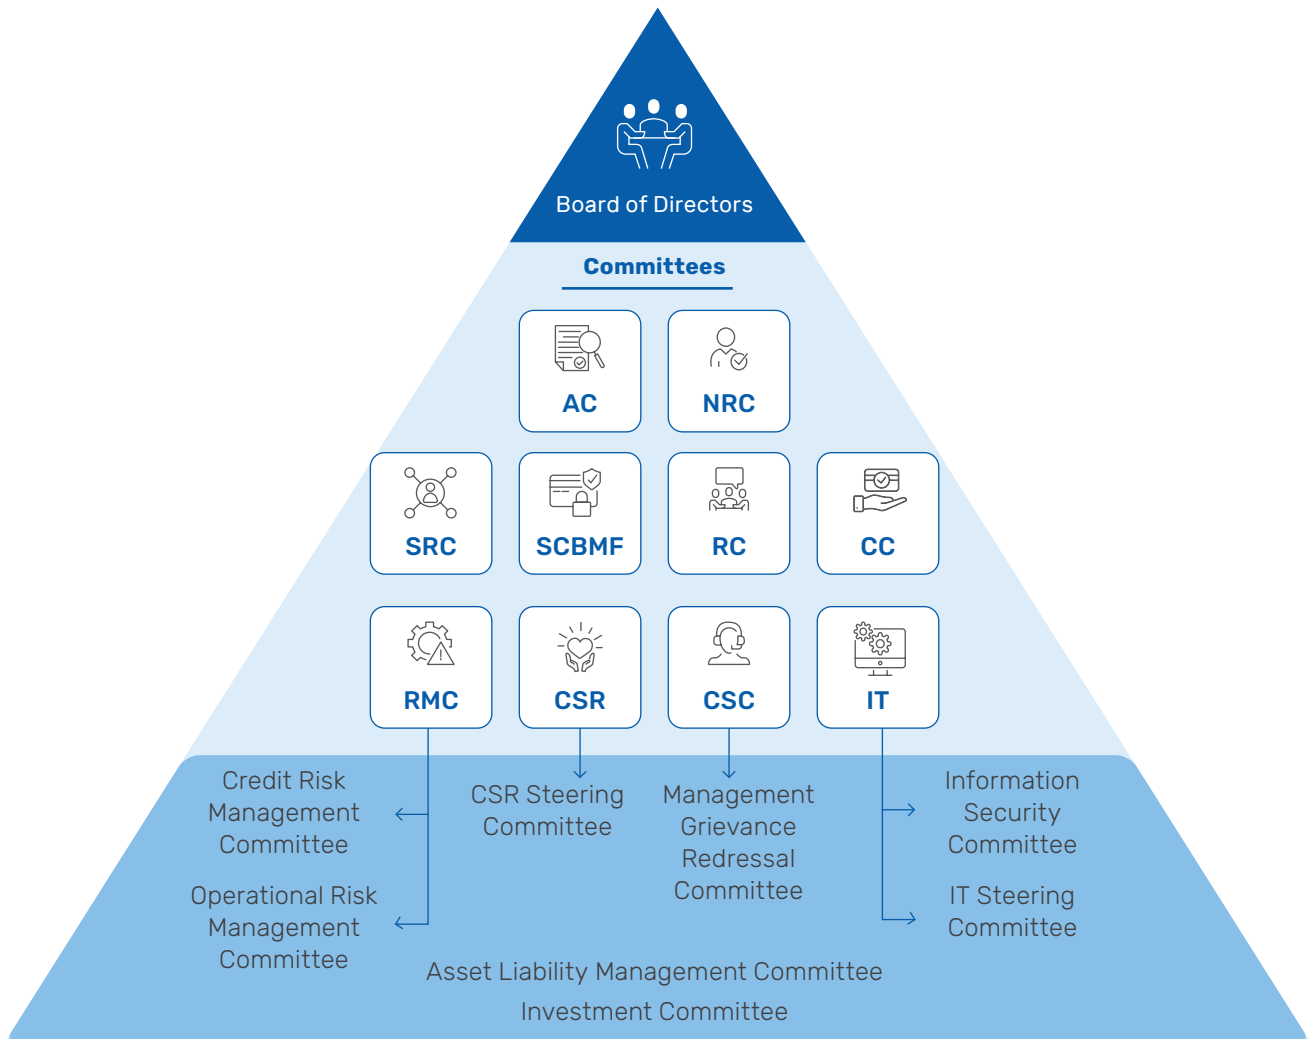 Board of Directors
Committees
AC
NRC
SRC
SCBMF
RC
CC
RMC
CSR
CSC
IT
Credit Risk
Management
Committee
Operational Risk
Management
Committee
CSR Steering
Committee
Management
Grievance
Redressal
Committee
Information
Security
Committee
IT Steering
Committee
Asset Liability Management Committee
Investment Committee